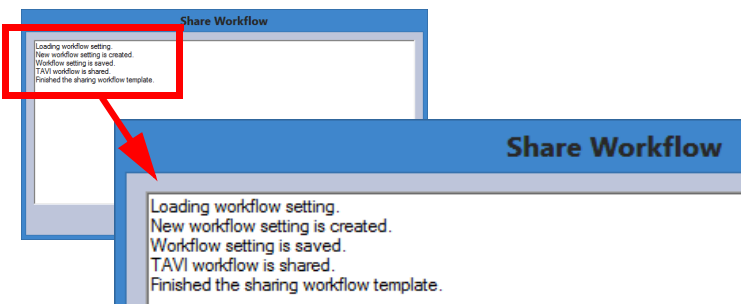 Share Workflow
Loading workflow setting.
New workflow setting is created.
Workflow setting is saved.
TAVI workflow is shared.
Finished the sharing workflow template.
Share Workflow
Loading workflow setting.
New workflow setting is created.
Workflow setting is saved.
TAVI workflow is shared.
Finished the sharing workflow template.